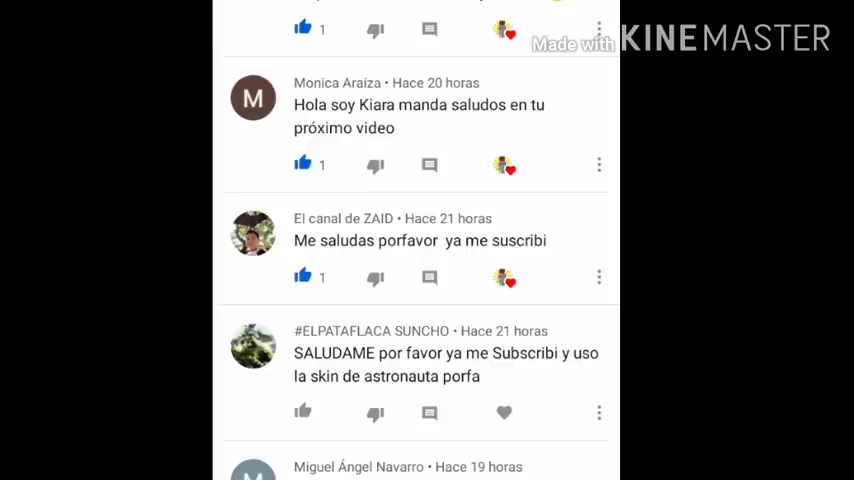 1
Made with KINEMASTER
Monica Araiza • Hace 20 horas
Hola soy Kiara manda saludos en tu
próximo video
1
El canal de ZAID • Hace 21 horas
Me saludas porfavor ya me suscribi
1
#ELPATAFLACA SUNCHO • Hace 21 horas
SALUDAME por favor ya me Subscribi y uso
la skin de astronauta porfa
Miguel Ángel Navarro • Hace 19 horas